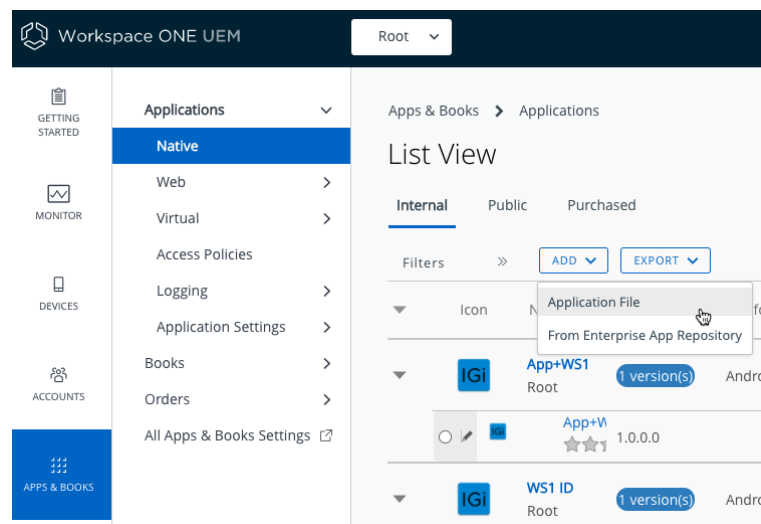 Workspace ONE UEM
Root
GETTING
STARTED
MONITOR
DEVICES
ACCOUNTS
APPS & BOOKS
Applications
Native
Web
Virtual
Access Policies
Logging
Application Settings
Books
Orders
All Apps & Books Settings
Apps & Books > Applications
List View
Internal Public Purchased
Filters » ADD EXPORT
Application File
From Enterprise App Repository
Icon
App+WS1
Root
1 version(s)
IGi
App+W
1.0.0.0
IGi
WS1 ID
Root
1 version(s)
IGi